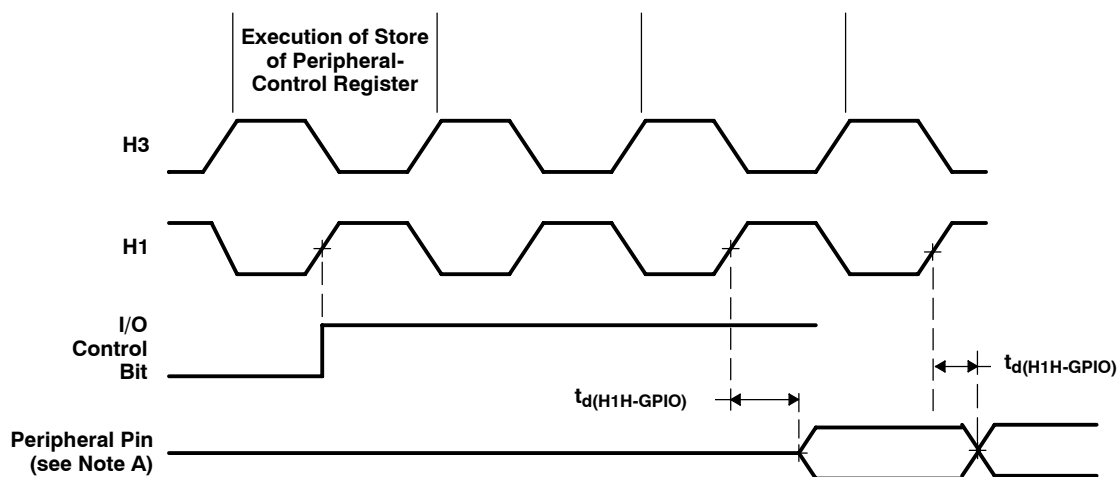 Execution of Store
of Peripheral-
Control Register
H3
H1
I/O
Control
Bit
td(H1H-GPIO)
td(H1H-GPIO)
Peripheral Pin
(see Note A)